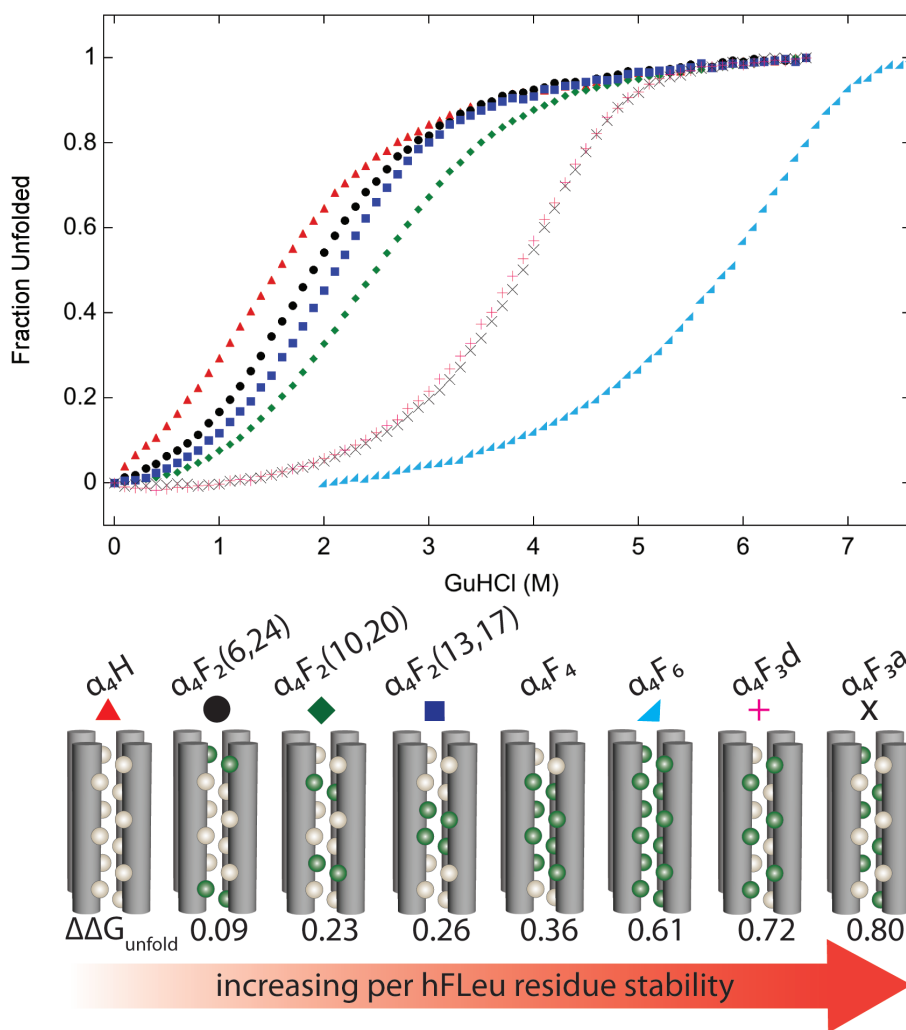 1
0.8
0.6
0.4
0.2
0
Fraction Unfolded
0 1 2 3 4 5 6 7
GuHCl (M)
α₄H α₄F₂(6,24) α₄F₂(10,20) α₄F₂(13,17) α₄F₄ α₄F₆ α₄F₃d α₄F₃a
ΔΔG_unfold 0.09 0.23 0.26 0.36 0.61 0.72 0.80
increasing per hFLeu residue stability